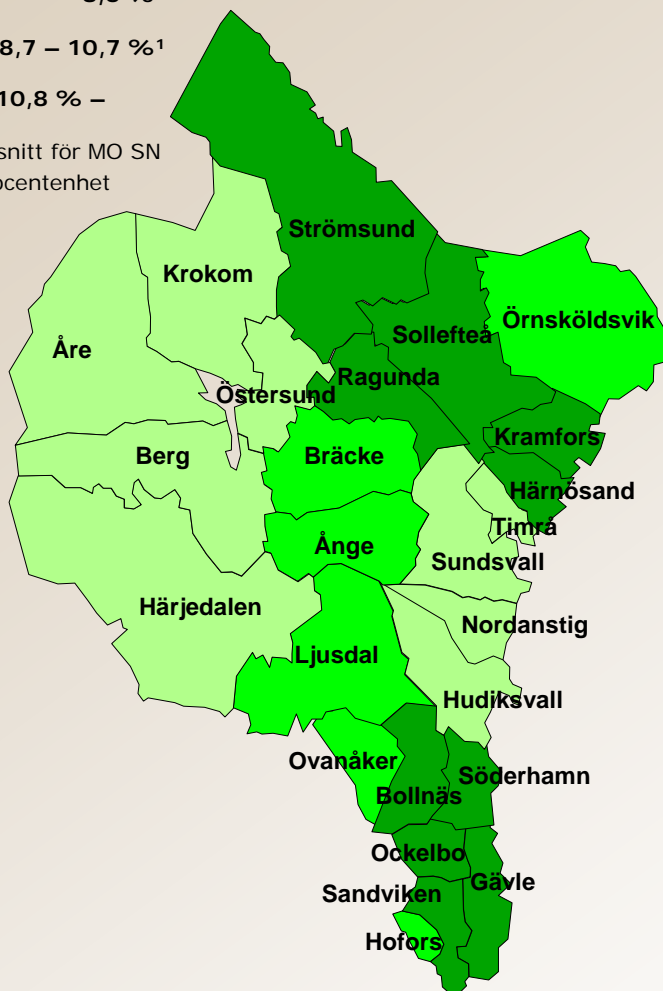 8,7 – 10,7 %¹
10,8 % –
snitt för MO SN
ocentenhet
Strömsund
Krokom
Örnsköldsvik
Sollefteå
Åre
Ragunda
Östersund
Kramfors
Berg
Bräcke
Härnösand
Timrå
Ånge
Sundsvall
Härjedalen
Nordanstig
Ljusdal
Hudiksvall
Ovanåker
Söderhamn
Bollnäs
Ockelbo
Gävle
Sandviken
Hofors